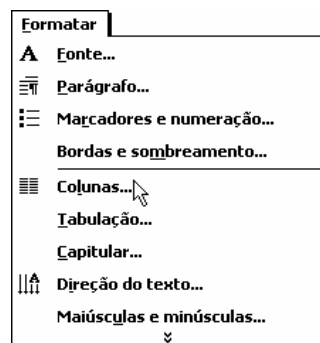 Formatar
Fonte...
Parágrafo...
Marcadores e numeração...
Bordas e sombreamento...
Colunas...
Tabulação...
Capitular...
Direção do texto...
Maiúsculas e minúsculas...